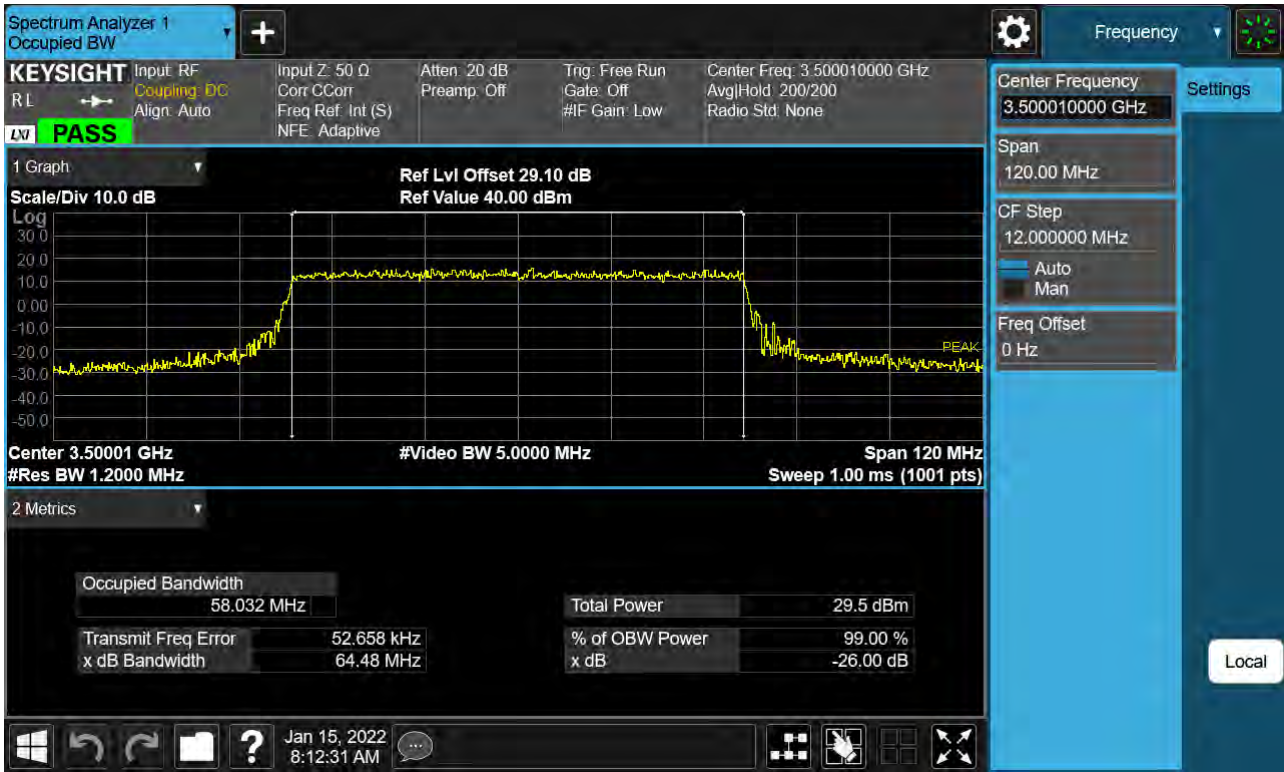 Spectrum Analyzer 1
Occupied BW
+
Frequency
KEYSIGHT
RL
LXI
PASS
Input: RF
Coupling: DC
Align: Auto
Input Z: 50 Ω
Corr CCorr
Freq Ref: Int (S)
NFE: Adaptive
Atten: 20 dB
Preamp: Off
Trig: Free Run
Gate: Off
#IF Gain: Low
Center Freq: 3.500010000 GHz
Avg|Hold: 200/200
Radio Std: None
Center Frequency
3.500010000 GHz
Settings
Span
120.00 MHz
CF Step
12.000000 MHz
Auto
Man
Freq Offset
0 Hz
Local
1 Graph
Scale/Div 10.0 dB
Ref Lvl Offset 29.10 dB
Ref Value 40.00 dBm
Log
30.0
20.0
10.0
0.00
-10.0
-20.0
-30.0
-40.0
-50.0
PEAK
Center 3.50001 GHz
#Video BW 5.0000 MHz
Span 120 MHz
#Res BW 1.2000 MHz
Sweep 1.00 ms (1001 pts)
2 Metrics
Occupied Bandwidth
58.032 MHz
Total Power 29.5 dBm
Transmit Freq Error 52.658 kHz
% of OBW Power 99.00 %
x dB Bandwidth 64.48 MHz
x dB -26.00 dB
?
Jan 15, 2022
8:12:31 AM